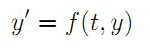 y′ = f(t, y)